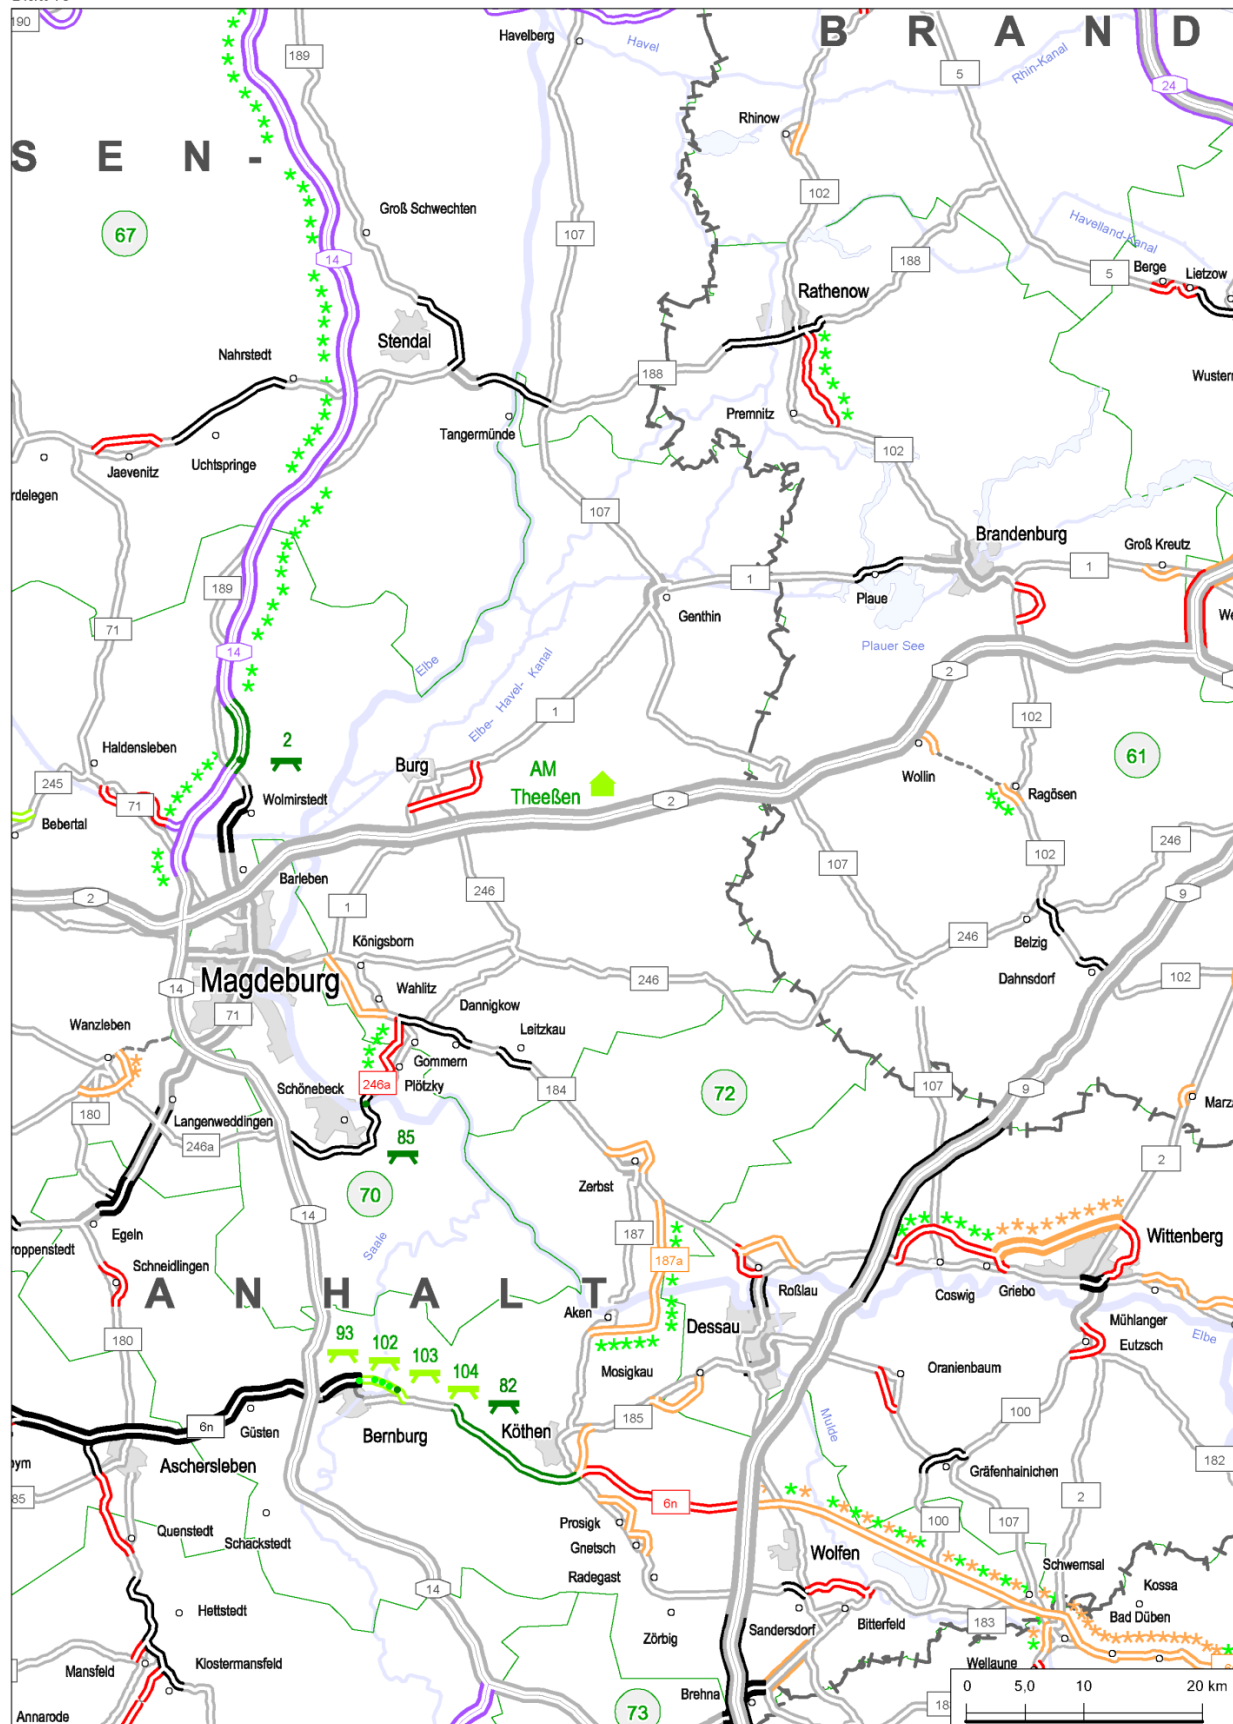 190
189
Havelberg
Havel
B R A N D
5
Rhin-Kanal
24
Rhinow
S E N -
102
67
Groß Schwechten
107
14
Havelland-Kanal
188
5
Berge
Lietzow
Rathenow
Stendal
Nahrstedt
188
Premnitz
Tangermünde
Uchtspringe
Jaevenitz
102
rdelegen
107
Brandenburg
Groß Kreutz
1
1
189
Plaue
Genthin
71
14
Plauer See
Elbe
2
Elbe- Havel- Kanal
1
102
Haldensleben
2
Burg
AM
Theeßen
Wollin
61
245
71
Wolmirstedt
2
Ragösen
Bebertal
107
102
246
Barleben
246
9
2
1
Königsborn
246
Belzig
Magdeburg
Wahlitz
246
Dahnsdorf
102
14
71
Dannigkow
Wanzleben
Leitzkau
Gommern
Schönebeck
246a
Plötzky
184
107
9
72
180
Langenweddingen
246a
85
Marza
2
Zerbst
70
14
187
Egeln
roppenstedt
Saale
187a
Wittenberg
Schneidlingen
Roßlau
Coswig
Griebo
A N H A L T
Aken
Dessau
Mühlanger
Elbe
Eutzsch
180
93
102
103
104
82
Mosigkau
Oranienbaum
6n
Güsten
Bernburg
Köthen
185
Mulde
100
Aschersleben
182
Gräfenhainichen
85
6n
2
Quenstedt
Schackstedt
Prosigk
Gnetsch
100
107
Wolfen
Schwemsal
Radegast
14
Kossa
Hettstedt
Bad Düben
Zörbig
Sandersdorf
Bitterfeld
183
Mansfeld
Klostermansfeld
Wellaune
Annarode
Brehna
73
0 5,0 10 20 km